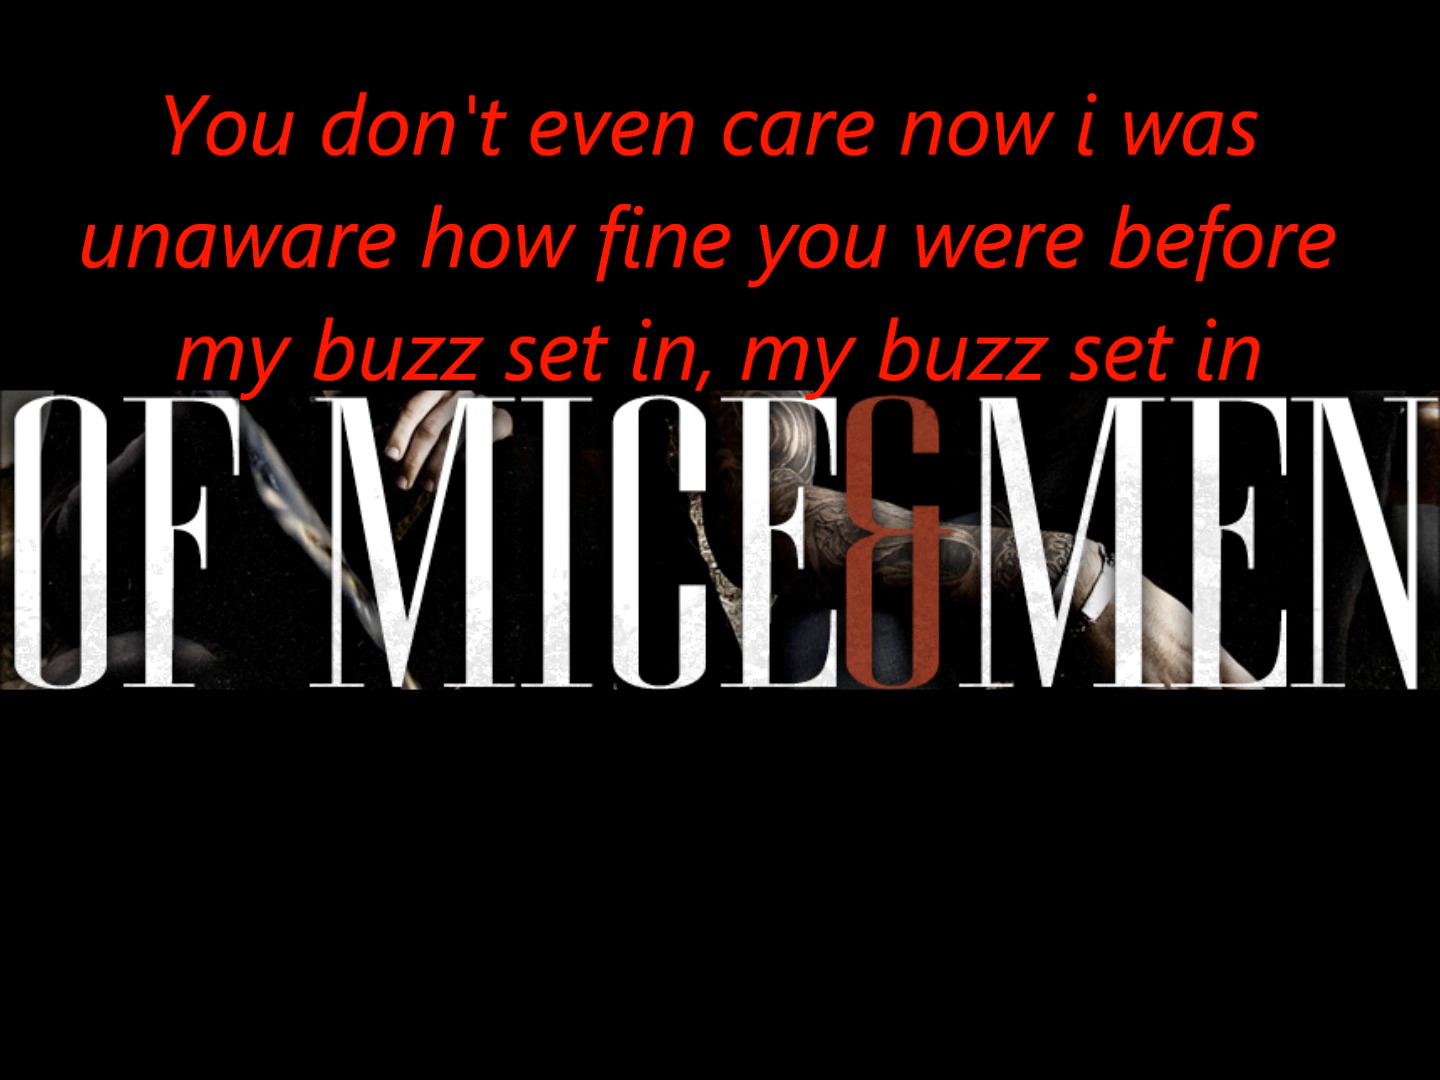 You don't even care now i was
unaware how fine you were before
my buzz set in, my buzz set in
OF MICE & MEN